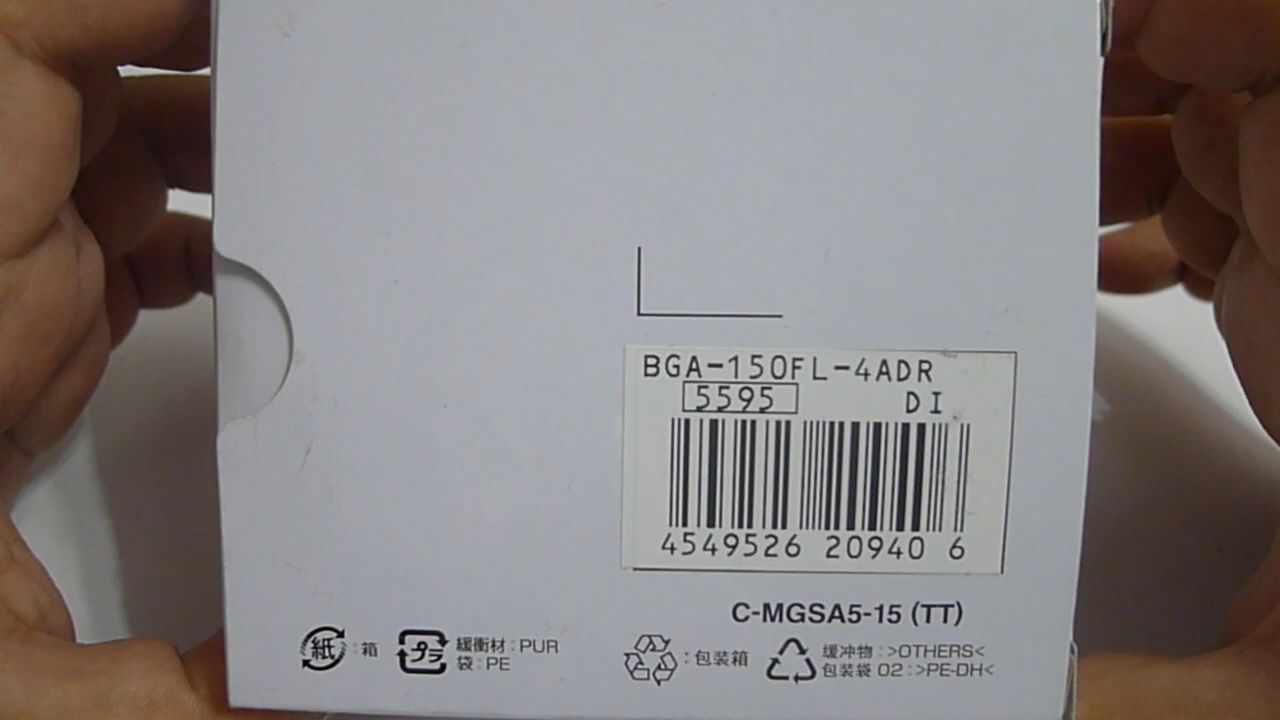 BGA-150FL-4ADR
5595 DI
4549526 20940 6
C-MGSA5-15 (TT)
紙 : 箱
プラ 緩衝材 : PUR
袋 : PE
: 包装箱
缓冲物 : >OTHERS<
包装袋 02 : >PE-DH<